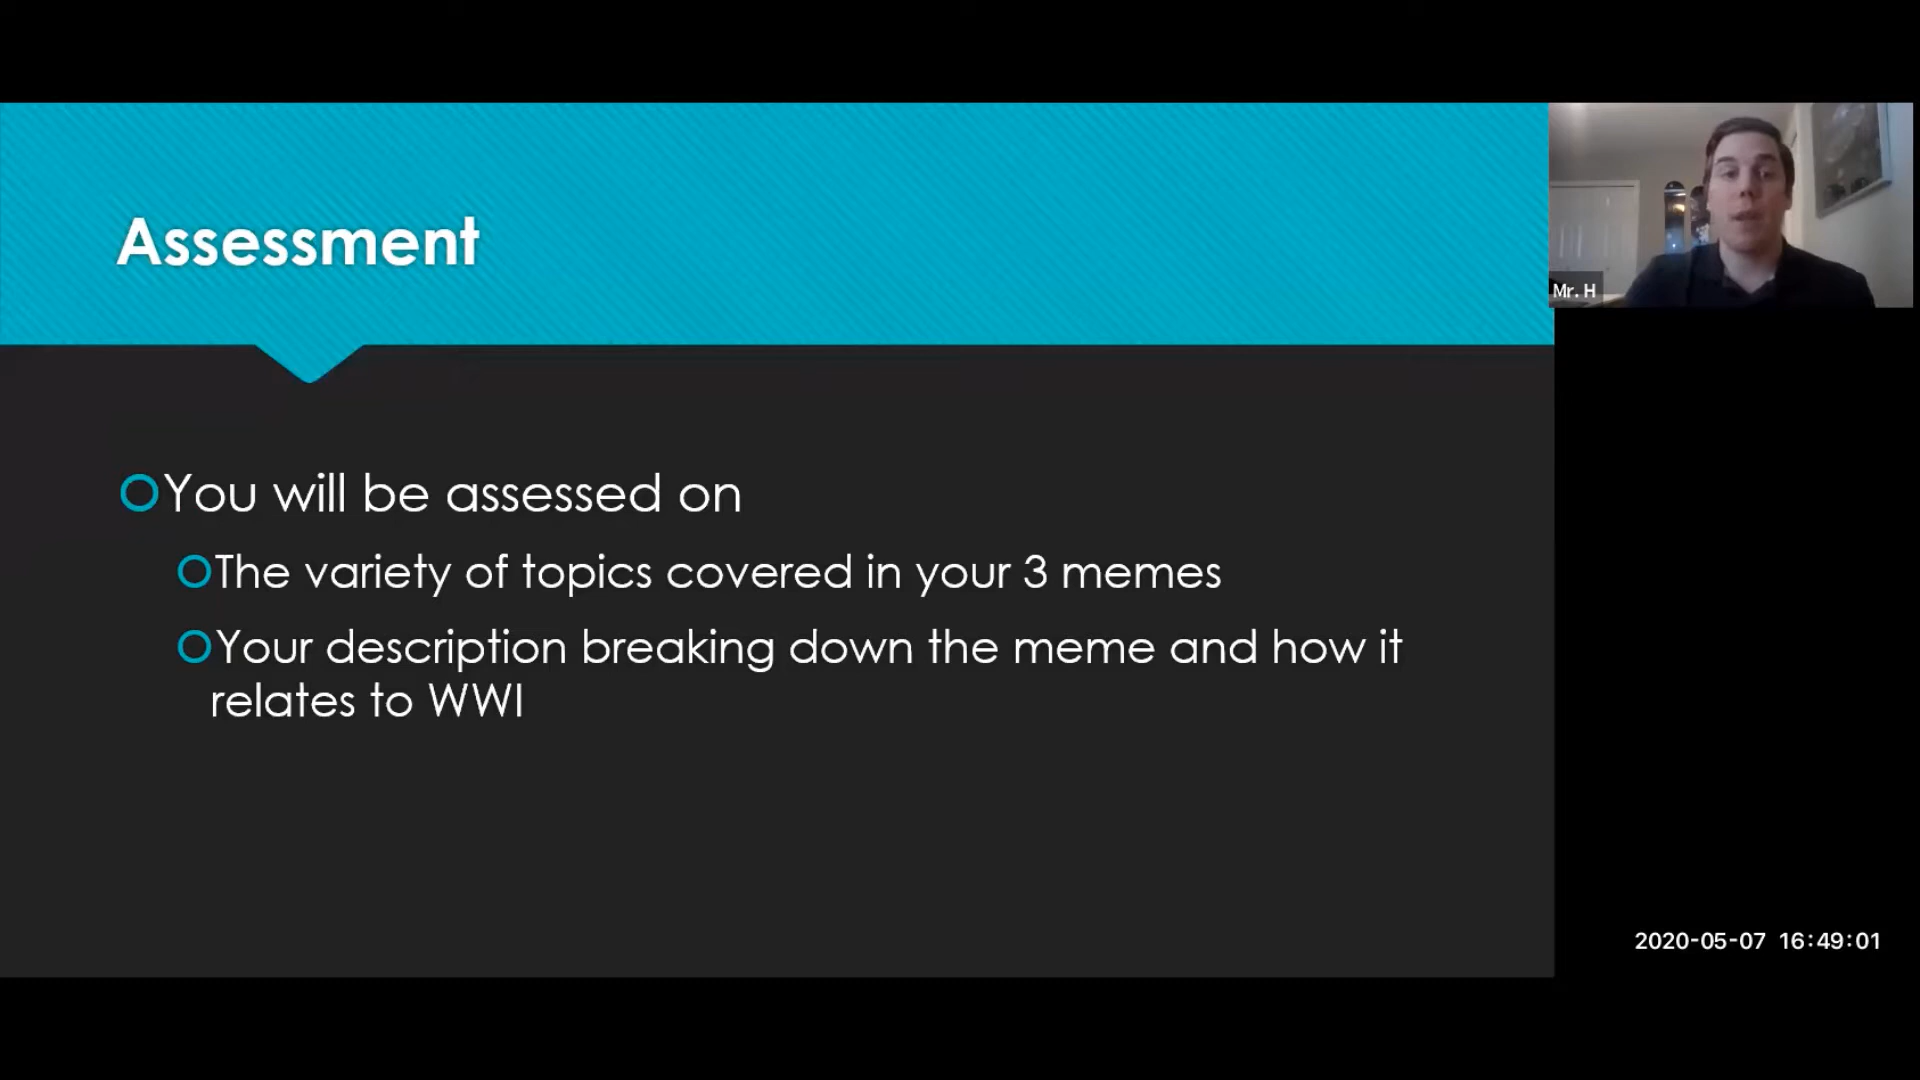 Assessment
Mr. H
You will be assessed on
The variety of topics covered in your 3 memes
Your description breaking down the meme and how it
relates to WWI
2020-05-07 16:49:01